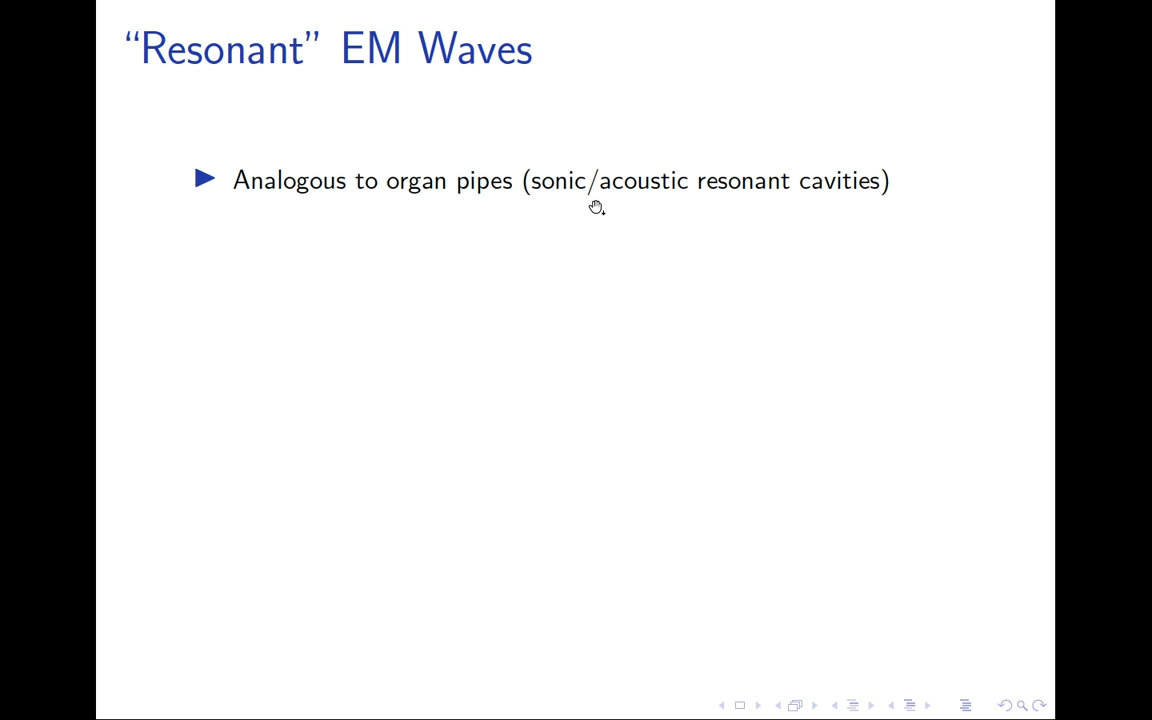 “Resonant” EM Waves
Analogous to organ pipes (sonic/acoustic resonant cavities)